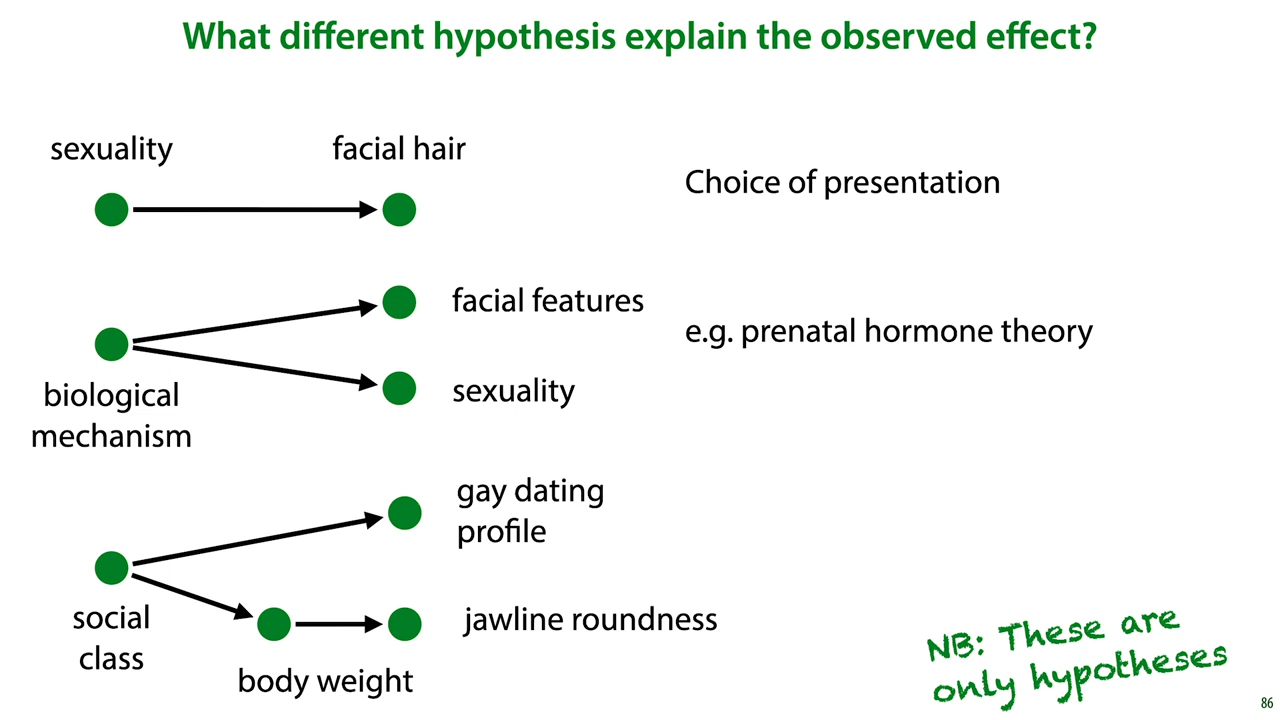 What different hypothesis explain the observed effect?
sexuality
facial hair
Choice of presentation
facial features
e.g. prenatal hormone theory
biological
mechanism
sexuality
gay dating
profile
social
class
jawline roundness
body weight
NB: These are
only hypotheses
86